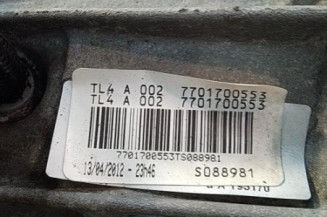 TL4 A 002 7701700553
TL4 A 002 7701700553
7701700553TS088981
13/04/2012 - 23h46 S088981